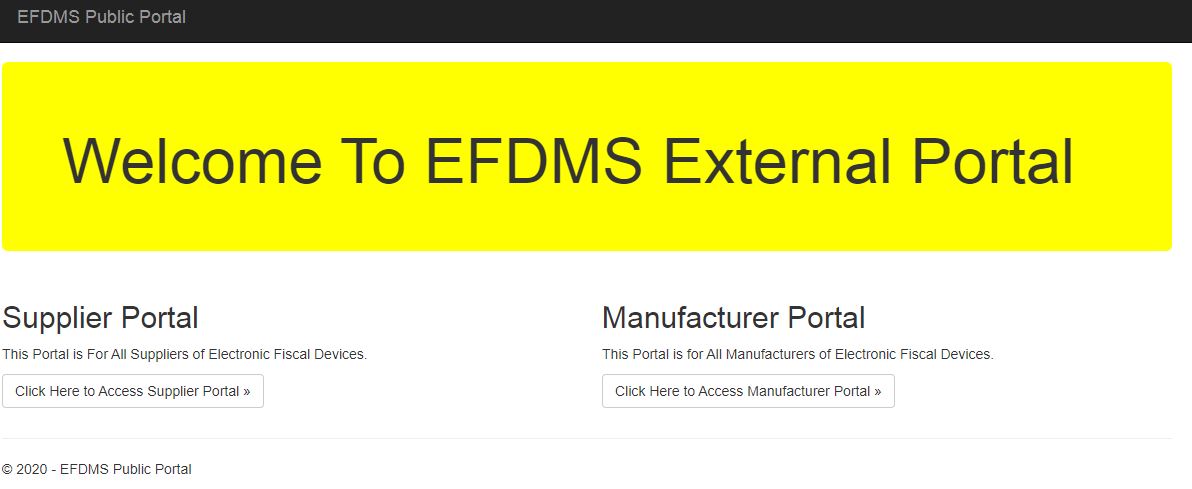 EFDMS Public Portal
Welcome To EFDMS External Portal
Supplier Portal
This Portal is For All Suppliers of Electronic Fiscal Devices.
Click Here to Access Supplier Portal »
Manufacturer Portal
This Portal is for All Manufacturers of Electronic Fiscal Devices.
Click Here to Access Manufacturer Portal »
© 2020 - EFDMS Public Portal